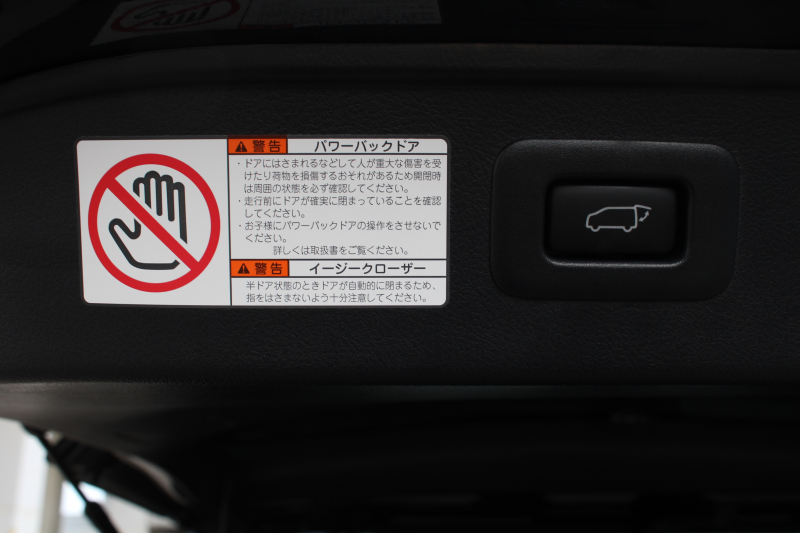 警告 パワーバックドア
・ドアにはさまれるなどして人が重大な傷害を受
けたり荷物を損傷するおそれがあるため開閉時
は周囲の状態を必ず確認してください。
・走行前にドアが確実に閉まっていることを確認
してください。
・お子様にパワーバックドアの操作をさせないで
ください。
詳しくは取扱書をご覧ください。
警告 イージークローザー
半ドア状態のときドアが自動的に閉まるため、
指をはさまないよう十分注意してください。